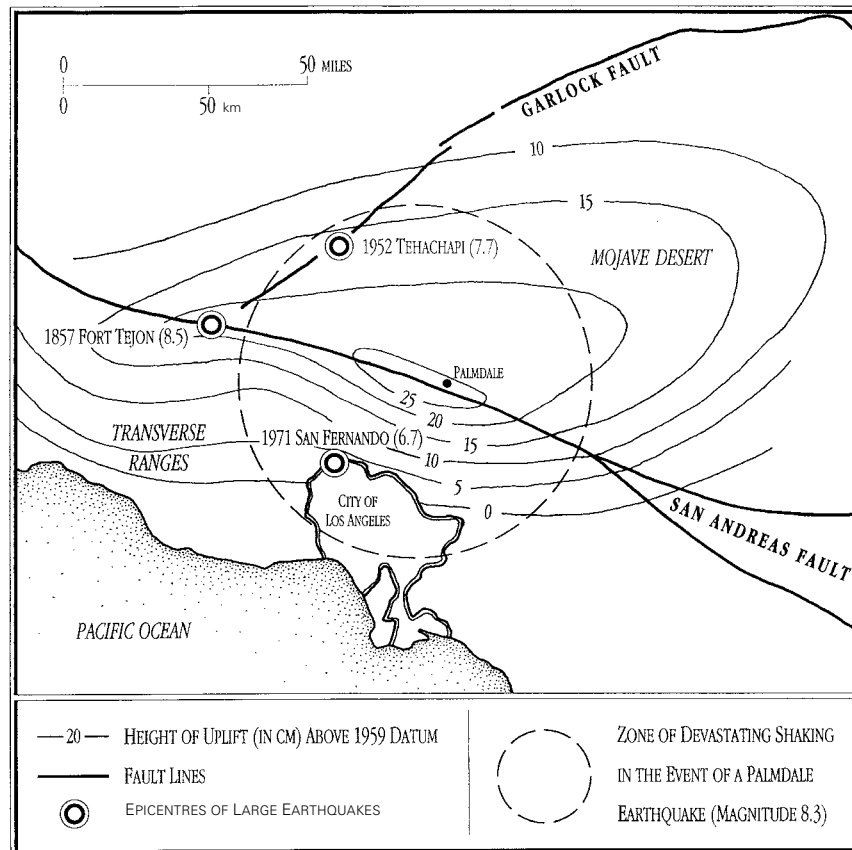 0
50 MILES
0
50 km
GARLOCK FAULT
10
15
MOJAVE DESERT
1952 TEHACHAPI (7.7)
1857 FORT TEJON (8.5)
PALMDALE
25
20
15
TRANSVERSE
RANGES
1971 SAN FERNANDO (6.7)
10
5
0
CITY OF
LOS ANGELES
SAN ANDREAS FAULT
PACIFIC OCEAN
20
HEIGHT OF UPLIFT (IN CM) ABOVE 1959 DATUM
FAULT LINES
EPICENTRES OF LARGE EARTHQUAKES
ZONE OF DEVASTATING SHAKING
IN THE EVENT OF A PALMDALE
EARTHQUAKE (MAGNITUDE 8.3)